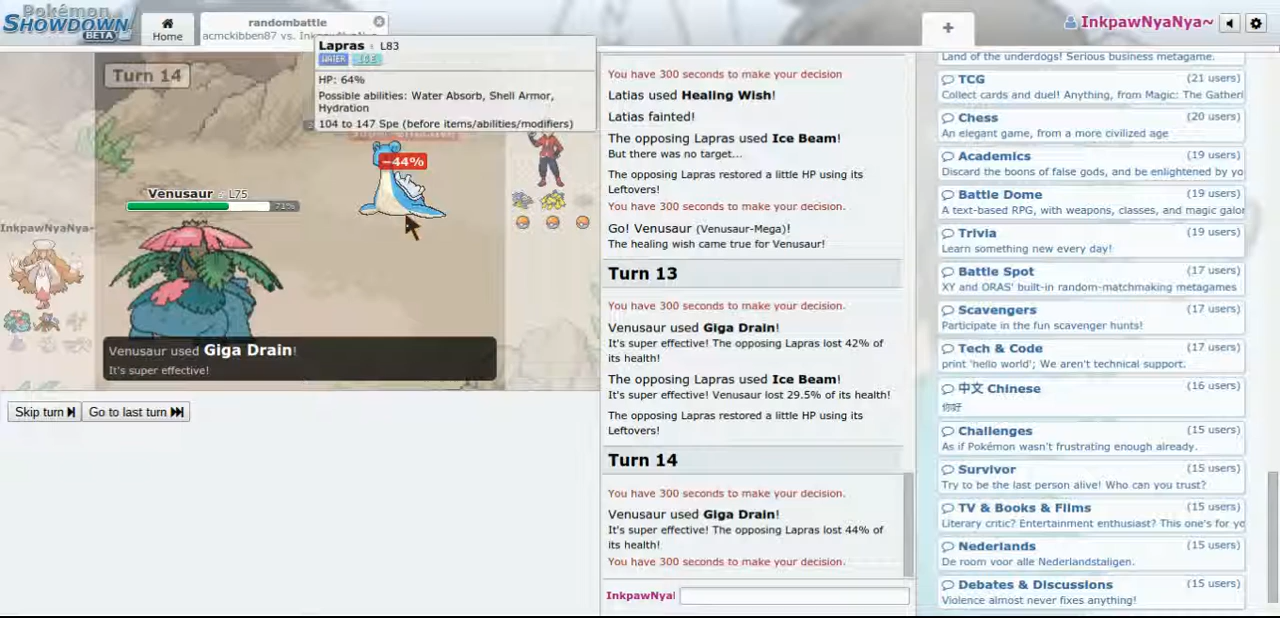 Pokémon
SHOWDOWN
BETA
Home
randombattle
acmckibben87 vs. InkpawNyaNya~
+
InkpawNyaNya~
Turn 14
Lapras L83
WATER ICE
HP: 64%
Possible abilities: Water Absorb, Shell Armor,
Hydration
104 to 147 Spe (before items/abilities/modifiers)
−44%
Venusaur L75
71%
InkpawNyaNya~
Venusaur used Giga Drain!
It's super effective!
Skip turn
Go to last turn
You have 300 seconds to make your decision
Latias used Healing Wish!
Latias fainted!
The opposing Lapras used Ice Beam!
But there was no target...
The opposing Lapras restored a little HP using its
Leftovers!
You have 300 seconds to make your decision.
Go! Venusaur (Venusaur-Mega)!
The healing wish came true for Venusaur!
Turn 13
You have 300 seconds to make your decision.
Venusaur used Giga Drain!
It's super effective! The opposing Lapras lost 42% of
its health!
The opposing Lapras used Ice Beam!
It's super effective! Venusaur lost 29.5% of its health!
The opposing Lapras restored a little HP using its
Leftovers!
Turn 14
You have 300 seconds to make your decision.
Venusaur used Giga Drain!
It's super effective! The opposing Lapras lost 44% of
its health!
You have 300 seconds to make your decision.
InkpawNyal
Land of the underdogs! Serious business metagame.
TCG (21 users)
Collect cards and duel! Anything, from Magic: The Gatheri
Chess (20 users)
An elegant game, from a more civilized age
Academics (19 users)
Discard the boons of false gods, and be enlightened by yo
Battle Dome (19 users)
A text-based RPG, with weapons, classes, and magic galor
Trivia (19 users)
Learn something new every day!
Battle Spot (17 users)
XY and ORAS' built-in random-matchmaking metagames
Scavengers (17 users)
Participate in the fun scavenger hunts!
Tech & Code (17 users)
print 'hello world'; We aren't technical support.
中文 Chinese (16 users)
你好
Challenges (15 users)
As if Pokémon wasn't frustrating enough already.
Survivor (15 users)
Try to be the last person alive! Who can you trust?
TV & Books & Films (15 users)
Literary critic? Entertainment enthusiast? This one's for yo
Nederlands (15 users)
De room voor alle Nederlandstaligen.
Debates & Discussions (15 users)
Violence almost never fixes anything!